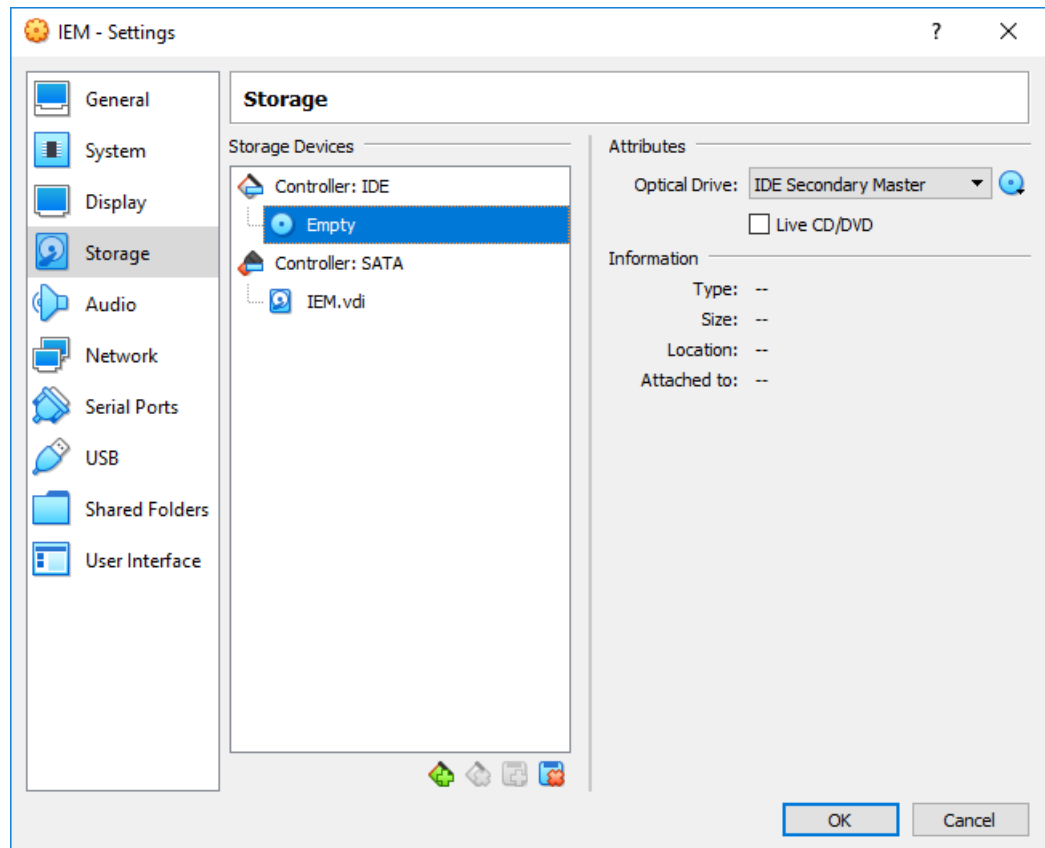 IEM - Settings
?
General
System
Display
Storage
Audio
Network
Serial Ports
USB
Shared Folders
User Interface
Storage
Storage Devices
Controller: IDE
Empty
Controller: SATA
IEM.vdi
Attributes
Optical Drive: IDE Secondary Master
Live CD/DVD
Information
Type: --
Size: --
Location: --
Attached to: --
OK
Cancel